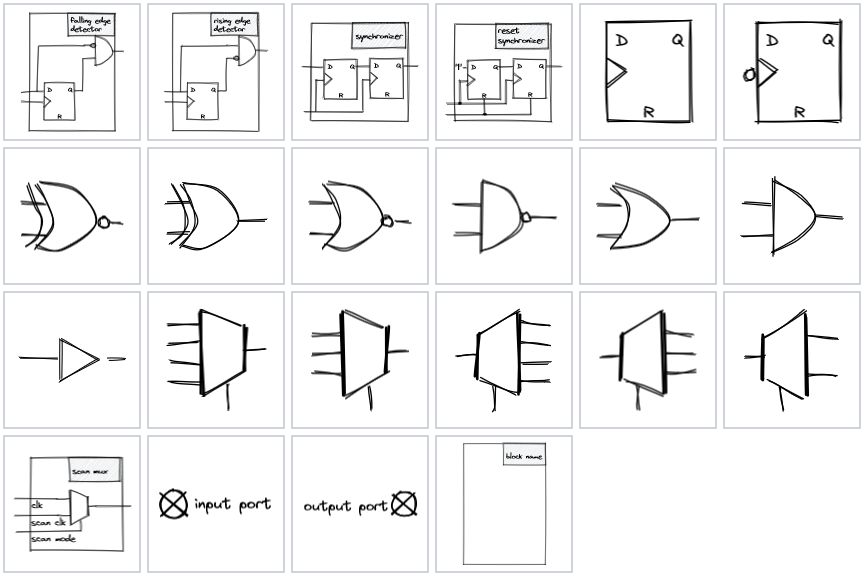 falling edge
detector
D Q
R
rising edge
detector
D Q
R
synchronizer
D Q
R
D Q
R
reset
synchronizer
D Q
R
D Q
R
D Q
R
D Q
R
scan mux
clk
scan clk
scan mode
input port
output port
block name